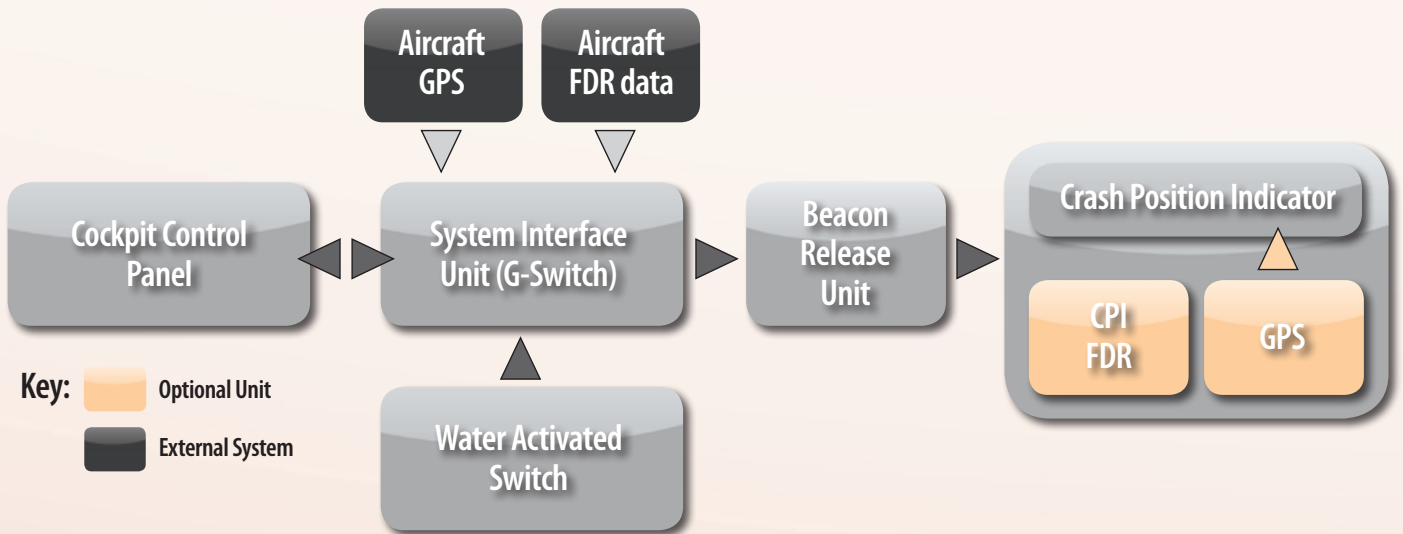 Aircraft
GPS
Aircraft
FDR data
Cockpit Control
Panel
System Interface
Unit (G-Switch)
Beacon
Release
Unit
Crash Position Indicator
CPI
FDR
GPS
Key:
Optional Unit
External System
Water Activated
Switch